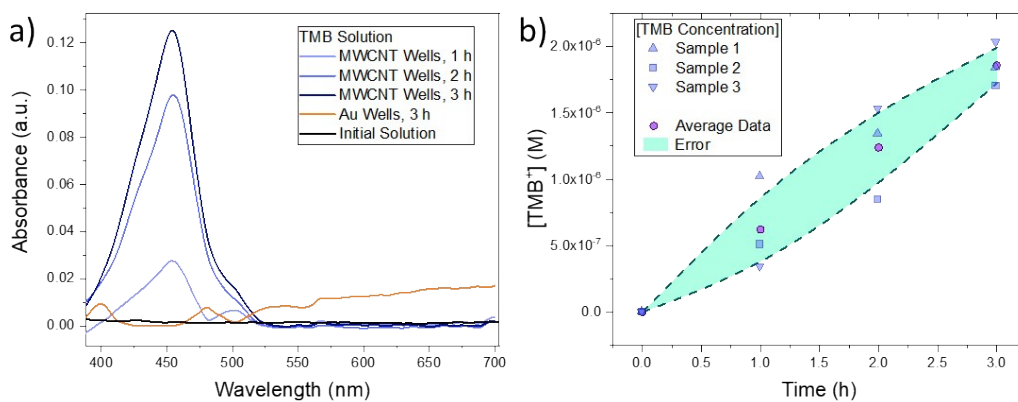 a)
0.12
0.10
0.08
0.06
0.04
0.02
0.00
Absorbance (a.u.)
TMB Solution
MWCNT Wells, 1 h
MWCNT Wells, 2 h
MWCNT Wells, 3 h
Au Wells, 3 h
Initial Solution
400 450 500 550 600 650 700
Wavelength (nm)
b)
2.0x10⁻⁶
1.5x10⁻⁶
1.0x10⁻⁶
5.0x10⁻⁷
0.0
[TMB⁺] (M)
[TMB Concentration]
Sample 1
Sample 2
Sample 3
Average Data
Error
0.0 0.5 1.0 1.5 2.0 2.5 3.0
Time (h)